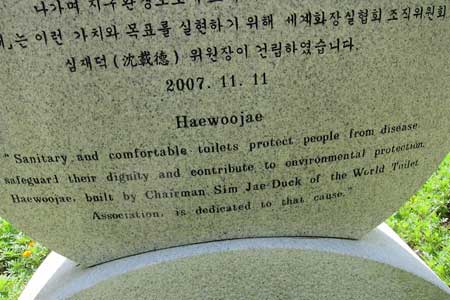 나가며 지구환경보호
는 이런 가치와 목표를 실현하기 위해 세계화장실협회 조직위원회
심재덕(沈載德) 위원장이 건립하였습니다.
2007. 11. 11
Haewoojae
"Sanitary and comfortable toilets protect people from disease
safeguard their dignity and contribute to environmental protection.
Haewoojae, built by Chairman Sim Jae-Duck of the World Toilet
Association, is dedicated to that cause."